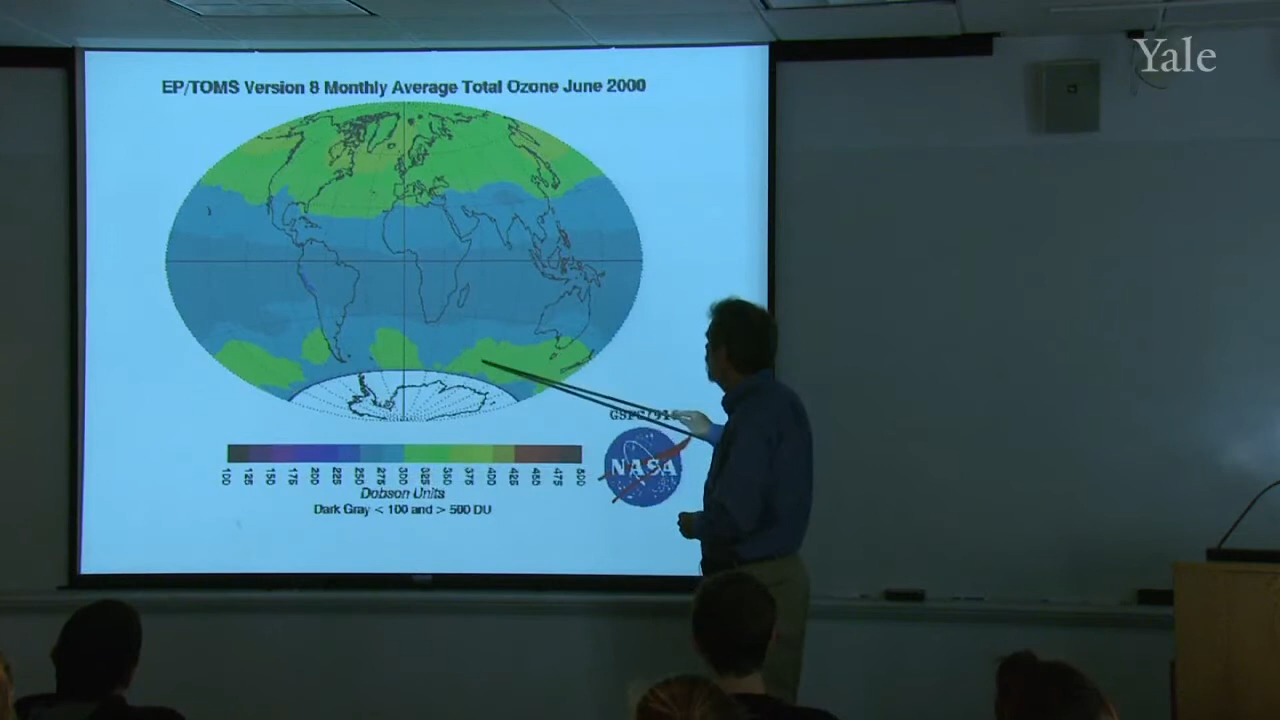 Yale
EP/TOMS Version 8 Monthly Average Total Ozone June 2000
NASA
100 125 150 175 200 225 250 275 300 325 350 375 400 425 450 475 500
Dobson Units
Dark Gray < 100 and > 500 DU